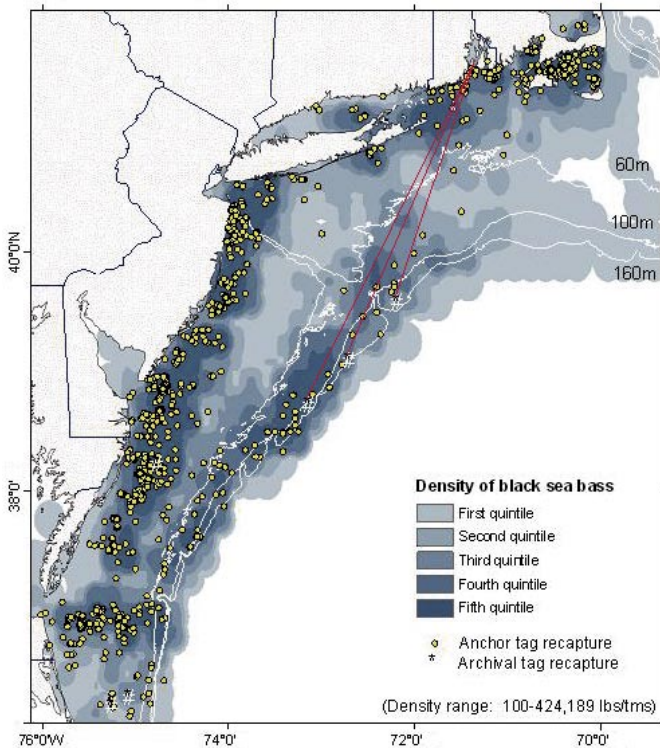 60m
100m
160m
40°0'N
38°0'
Density of black sea bass
First quintile
Second quintile
Third quintile
Fourth quintile
Fifth quintile
Anchor tag recapture
* Archival tag recapture
(Density range: 100-424,189 lbs/tms)
76°0'W 74°0' 72°0' 70°0'